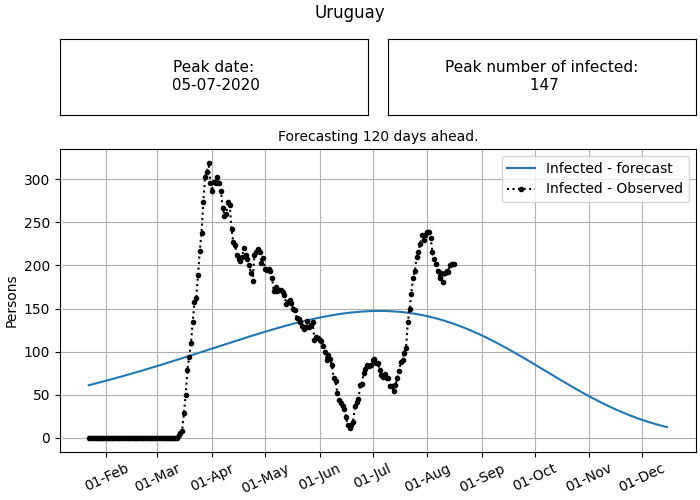 Uruguay
Peak date:
05-07-2020
Peak number of infected:
147
Forecasting 120 days ahead.
Infected - forecast
Infected - Observed
Persons
300
250
200
150
100
50
0
01-Feb
01-Mar
01-Apr
01-May
01-Jun
01-Jul
01-Aug
01-Sep
01-Oct
01-Nov
01-Dec